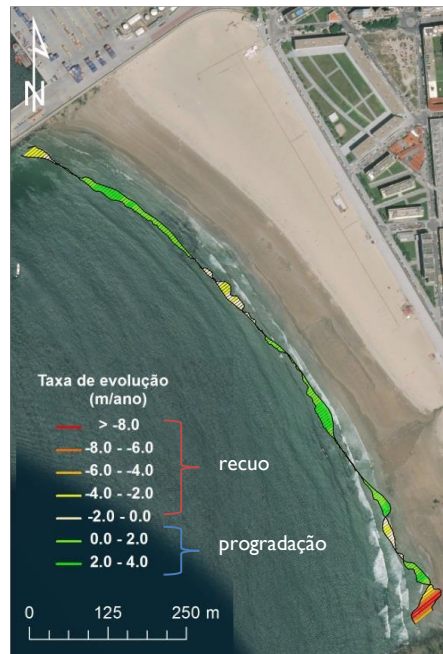 N
Taxa de evolução
(m/ano)
> -8.0
-8.0 - -6.0
-6.0 - -4.0
-4.0 - -2.0
-2.0 - 0.0
0.0 - 2.0
2.0 - 4.0
recuo
progradação
0 125 250 m